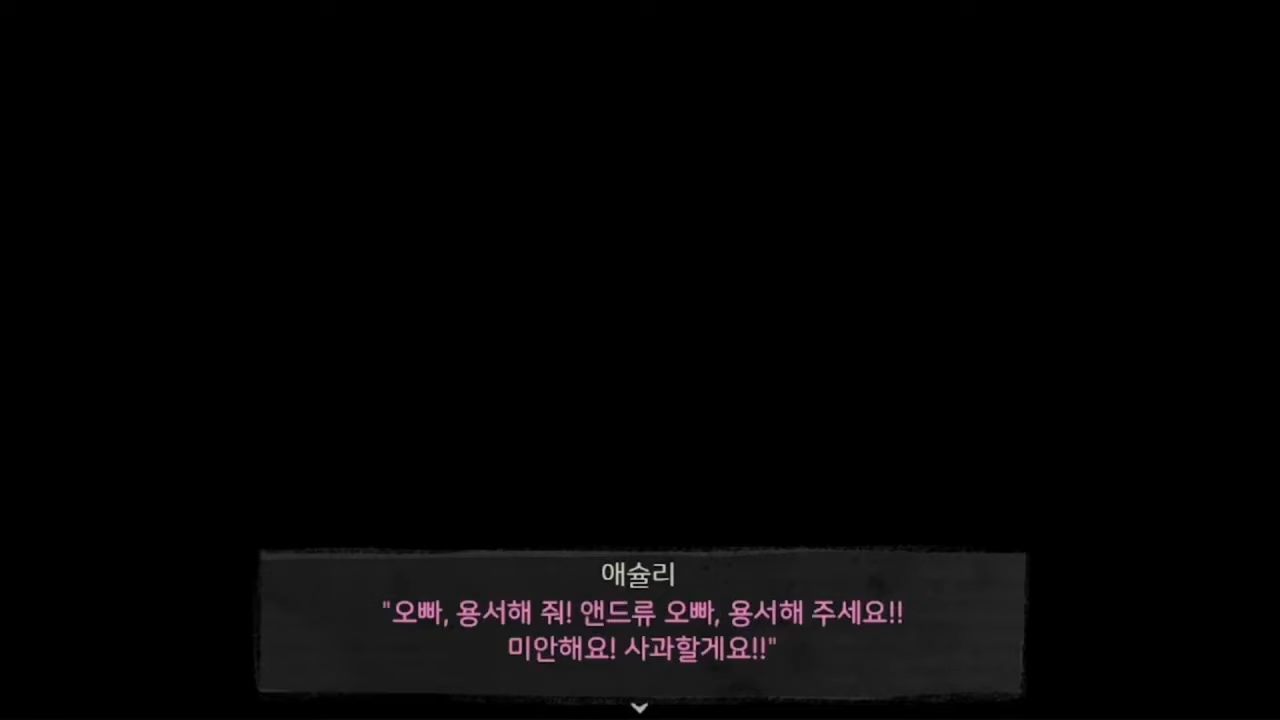 애슐리
"오빠, 용서해 줘! 앤드류 오빠, 용서해 주세요!!
미안해요! 사과할게요!!"